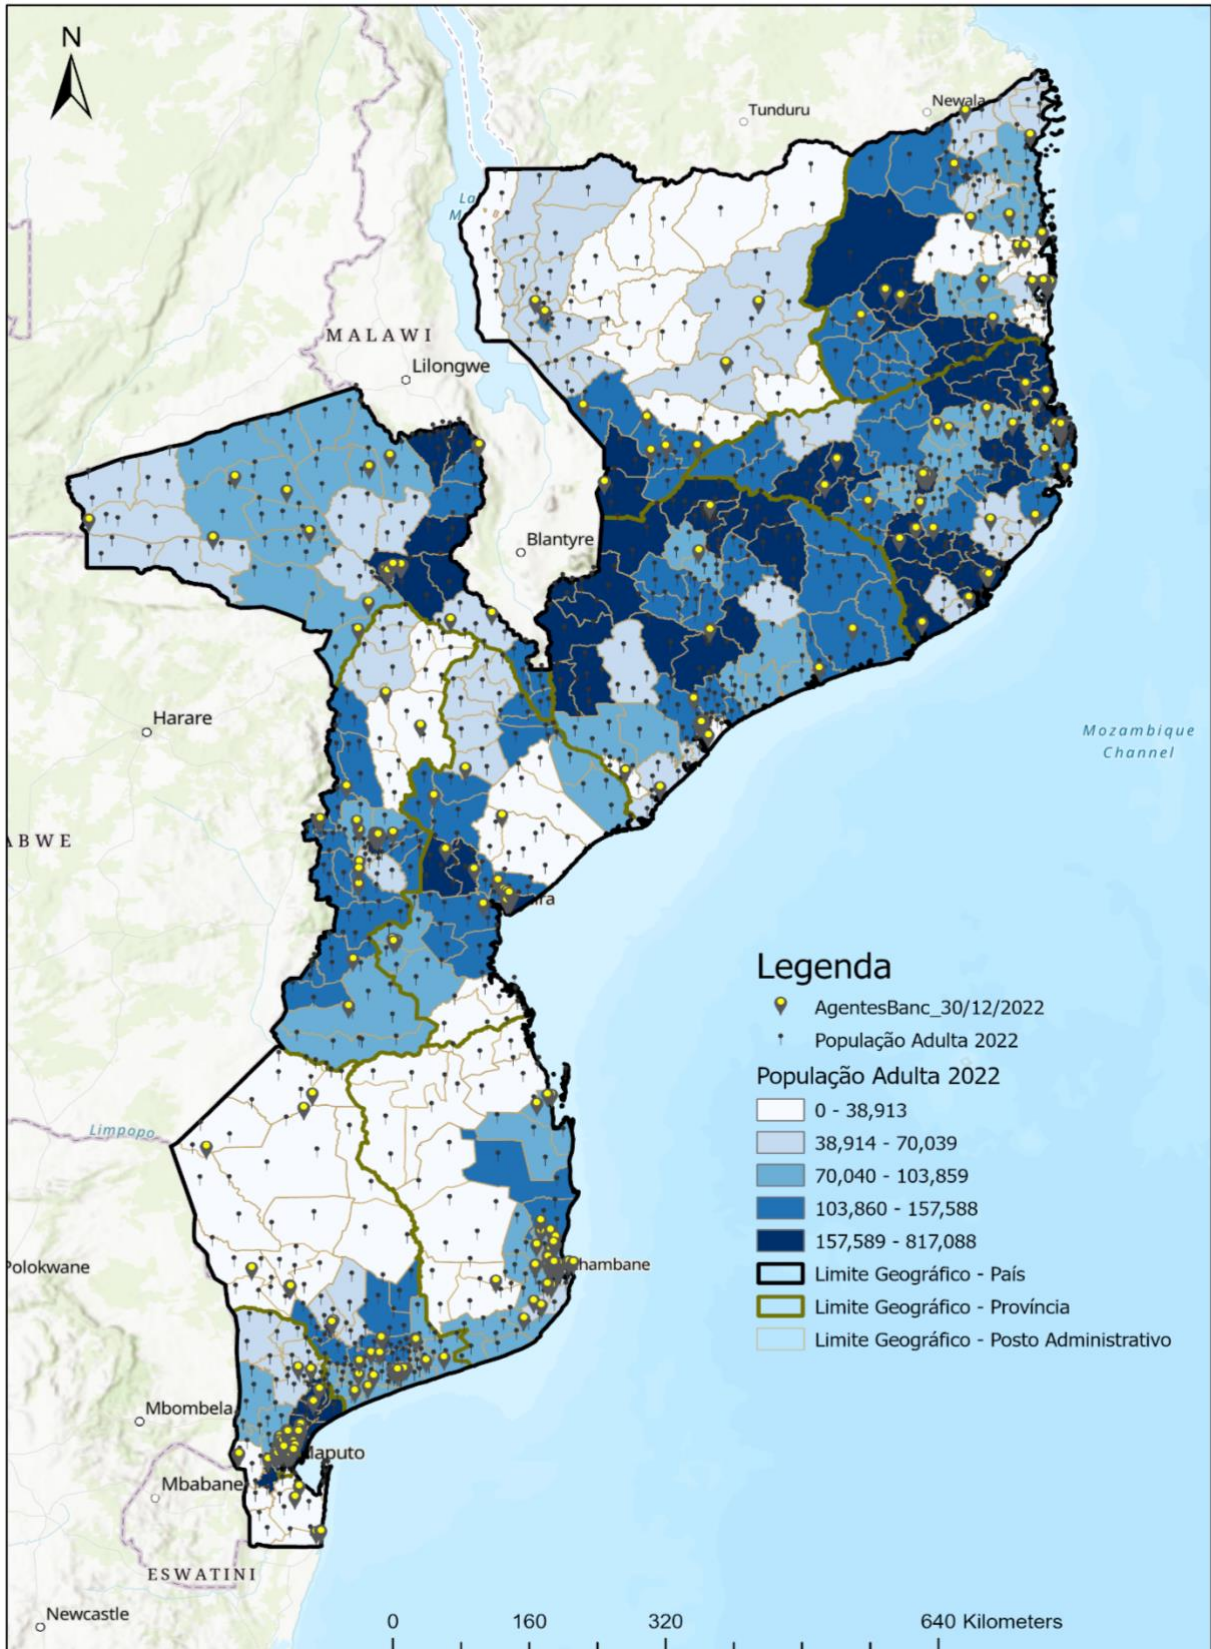 N
Tunduru
Newala
La
M
MALAWI
Lilongwe
Blantyre
Harare
Mozambique
Channel
ABWE
ira
Legenda
AgentesBanc_30/12/2022
População Adulta 2022
População Adulta 2022
0 - 38,913
38,914 - 70,039
70,040 - 103,859
103,860 - 157,588
157,589 - 817,088
Limite Geográfico - País
Limite Geográfico - Província
Limite Geográfico - Posto Administrativo
Limpopo
Polokwane
hambane
Mbombela
Maputo
Mbabane
ESWATINI
Newcastle
0 160 320 640 Kilometers